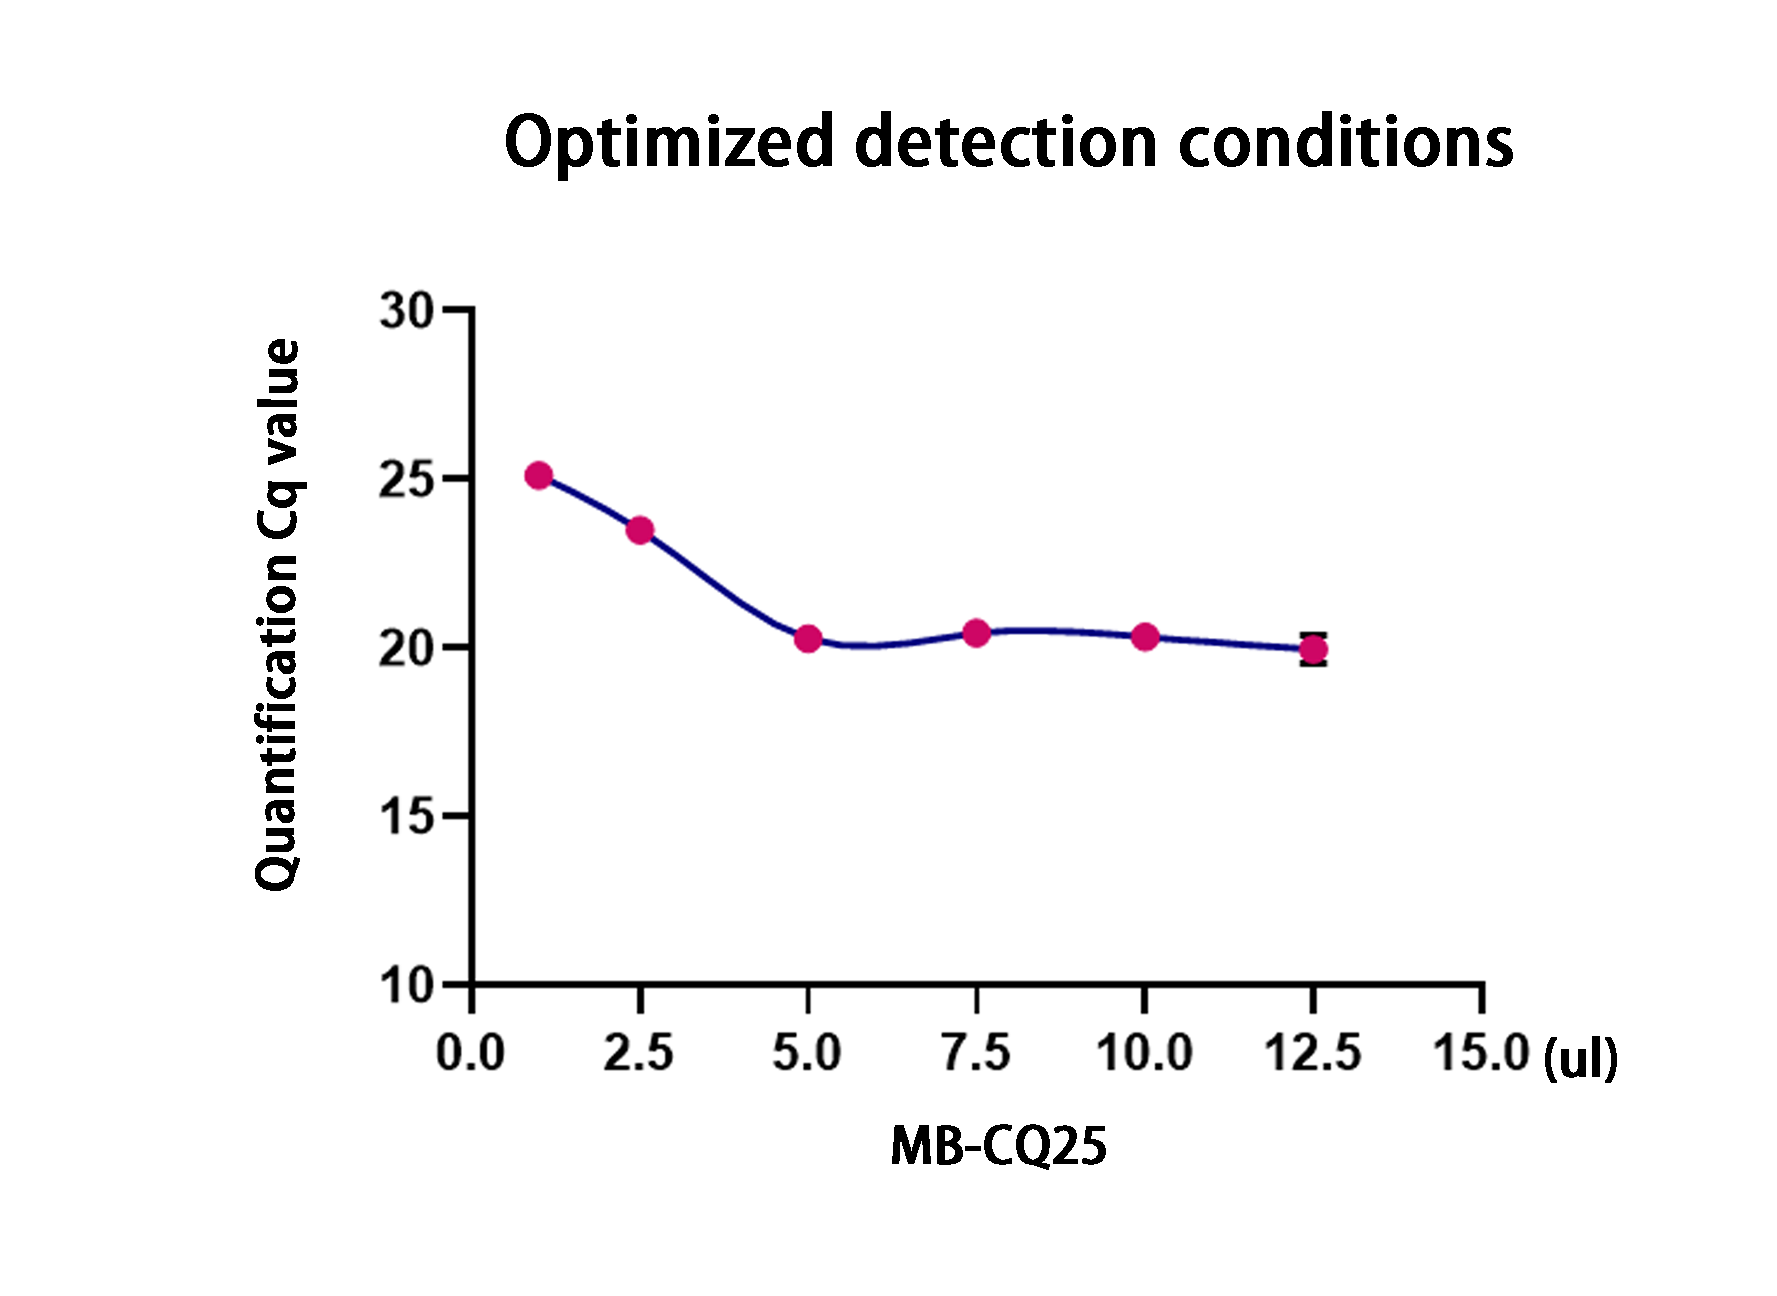 Optimized detection conditions
Quantification Cq value
30
25
20
15
10
0.0 2.5 5.0 7.5 10.0 12.5 15.0 (ul)
MB-CQ25